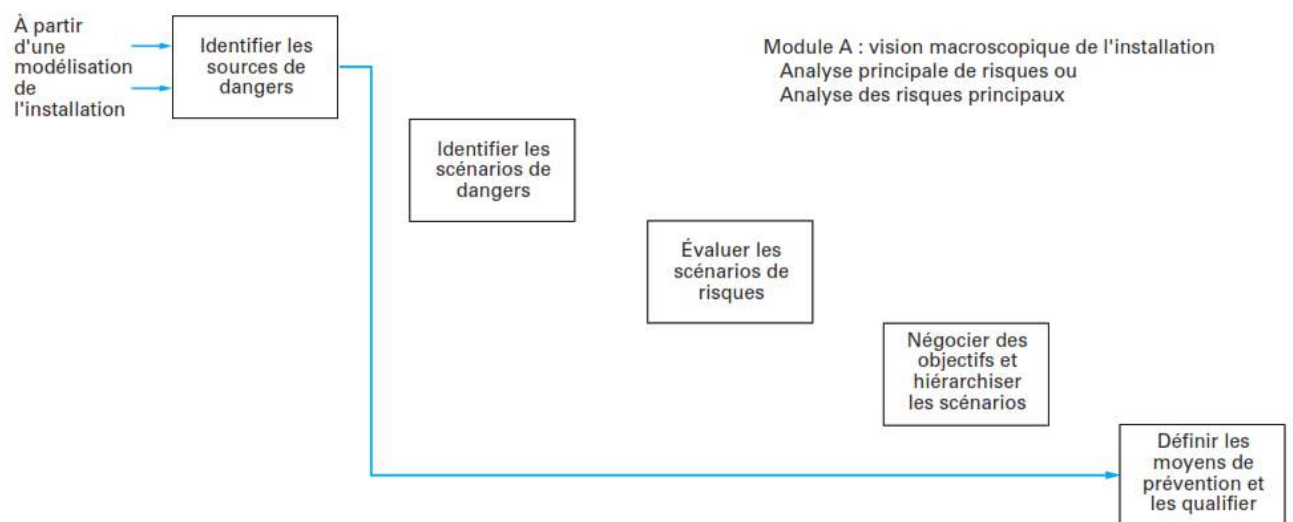 À partir
d'une
modélisation
de
l'installation
Identifier les
sources de
dangers
Module A : vision macroscopique de l'installation
Analyse principale de risques ou
Analyse des risques principaux
Identifier les
scénarios de
dangers
Évaluer les
scénarios de
risques
Négocier des
objectifs et
hiérarchiser
les scénarios
Définir les
moyens de
prévention et
les qualifier